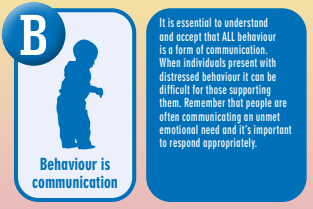 B
Behaviour is
communication
It is essential to understand
and accept that ALL behaviour
is a form of communication.
When individuals present with
distressed behaviour it can be
difficult for those supporting
them. Remember that people are
often communicating an unmet
emotional need and it's important
to respond appropriately.